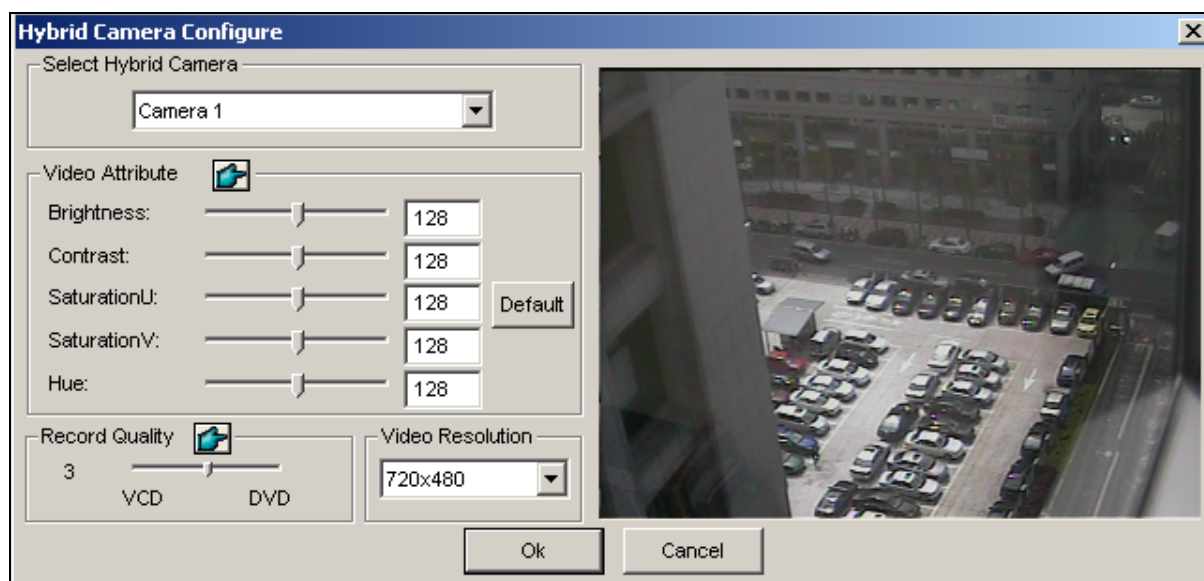 Hybrid Camera Configure
Select Hybrid Camera
Camera 1
Video Attribute
Brightness: 128
Contrast: 128
SaturationU: 128
SaturationV: 128
Hue: 128
Default
Record Quality
3
VCD DVD
Video Resolution
720x480
Ok Cancel